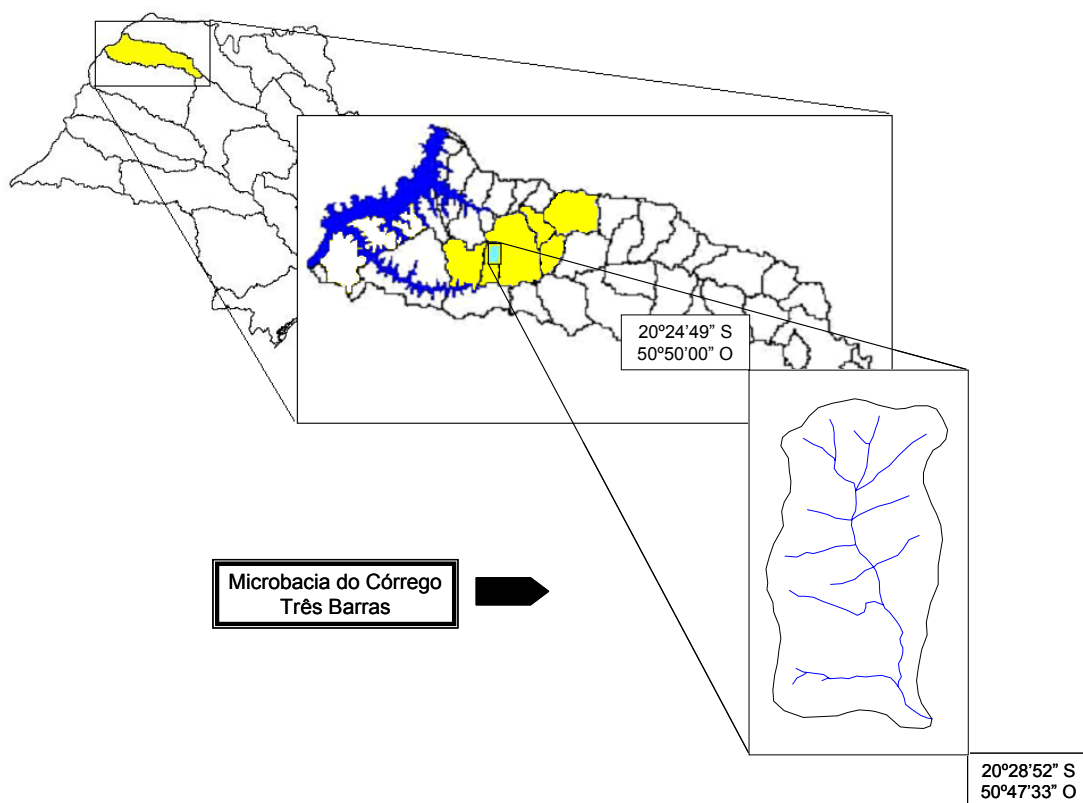 20º24'49" S
50º50'00" O
Microbacia do Córrego
Três Barras
20º28'52" S
50º47'33" O